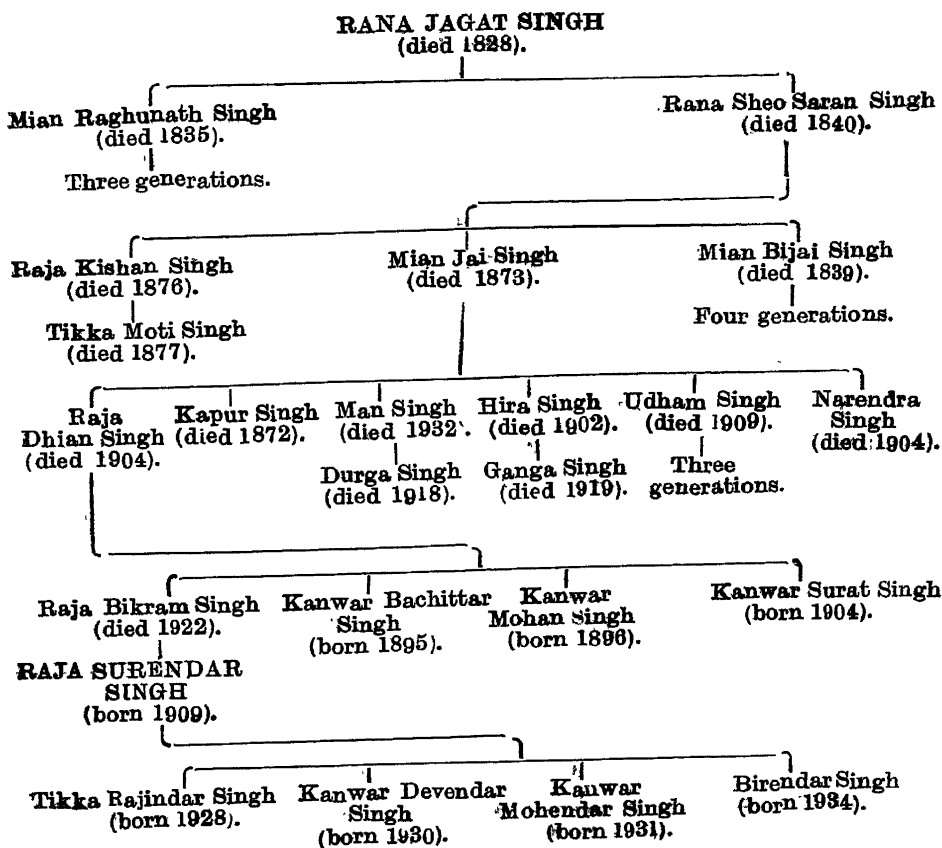 RANA JAGAT SINGH
(died 1828).
Mian Raghunath Singh
(died 1835).
Three generations.
Rana Sheo Saran Singh
(died 1840).
Raja Kishan Singh
(died 1876).
Tikka Moti Singh
(died 1877).
Mian Jai Singh
(died 1873).
Mian Bijai Singh
(died 1839).
Four generations.
Raja
Dhian Singh
(died 1904).
Kapur Singh
(died 1872).
Man Singh
(died 1932).
Durga Singh
(died 1918).
Hira Singh
(died 1902).
Ganga Singh
(died 1919).
Udham Singh
(died 1909).
Three
generations.
Narendra
Singh
(died 1904).
Raja Bikram Singh
(died 1922).
Kanwar Bachittar
Singh
(born 1895).
Kanwar
Mohan Singh
(born 1896).
Kanwar Surat Singh
(born 1904).
RAJA SURENDAR
SINGH
(born 1909).
Tikka Rajindar Singh
(born 1928).
Kanwar Devendar
Singh
(born 1930).
Kanwar
Mohendar Singh
(born 1931).
Birendar Singh
(born 1934).